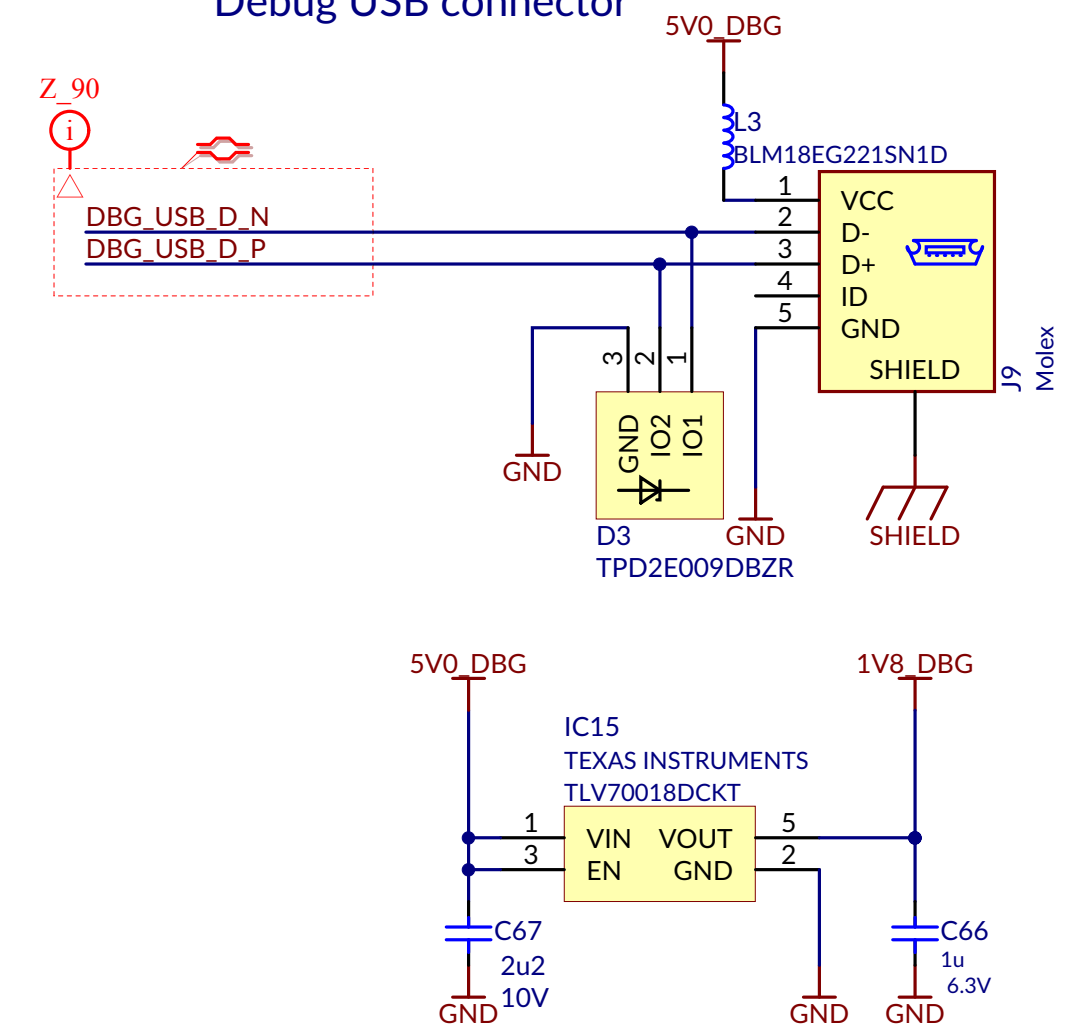 Debug USB connector
5V0_DBG
Z_90
i
L3
BLM18EG221SN1D
DBG_USB_D_N
DBG_USB_D_P
1
VCC
2
D-
3
D+
4
ID
5
GND
SHIELD
J9
Molex
3
2
1
GND
IO2
IO1
GND
D3
TPD2E009DBZR
GND
SHIELD
5V0_DBG
1V8_DBG
IC15
TEXAS INSTRUMENTS
TLV70018DCKT
1
VIN
VOUT
5
3
EN
GND
2
C67
2u2
10V
GND
GND
C66
1u
6.3V
GND